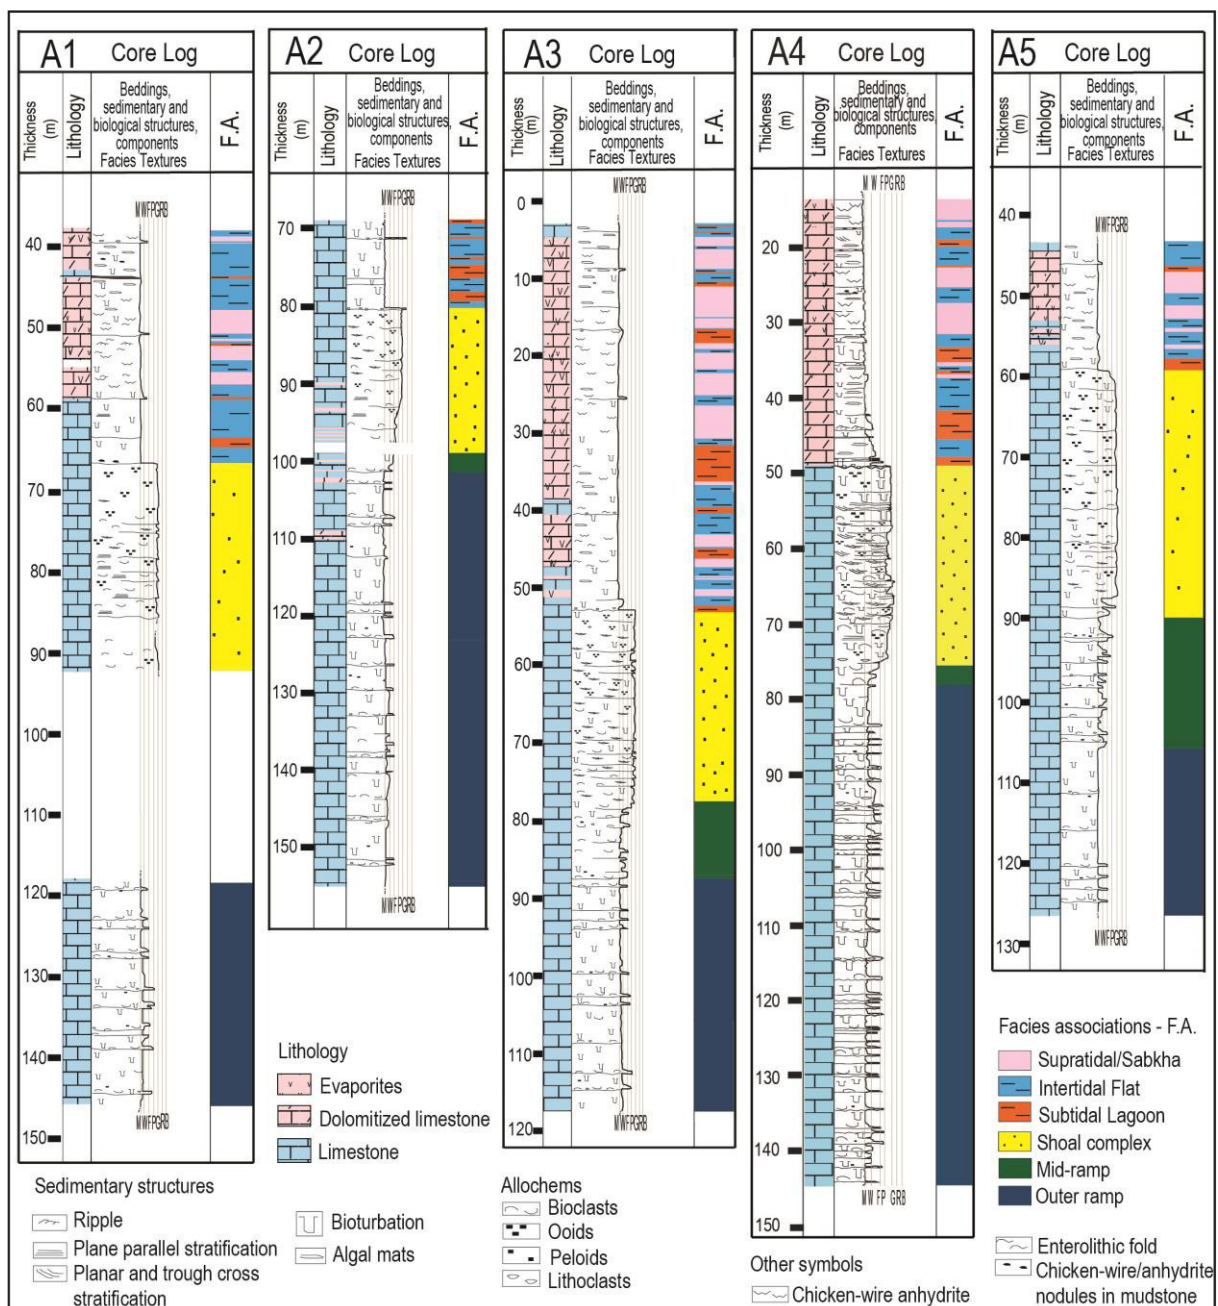 A1
Core Log
Thickness
(m)
Lithology
Beddings,
sedimentary and
biological structures,
components
Facies Textures
F.A.
MWFPGRB
40
50
60
70
80
90
100
110
120
130
140
150
MWFPGRB
A2
Core Log
Thickness
(m)
Lithology
Beddings,
sedimentary and
biological structures,
components
Facies Textures
F.A.
MWFPGRB
70
80
90
100
110
120
130
140
150
MWFPGRB
A3
Core Log
Thickness
(m)
Lithology
Beddings,
sedimentary and
biological structures,
components
Facies Textures
F.A.
MWFPGRB
0
10
20
30
40
50
60
70
80
90
100
110
120
MWFPGRB
A4
Core Log
Thickness
(m)
Lithology
Beddings,
sedimentary and
biological structures,
components
Facies Textures
F.A.
M W FPGRB
20
30
40
50
60
70
80
90
100
110
120
130
140
150
M W FP GRB
A5
Core Log
Thickness
(m)
Lithology
Beddings,
sedimentary and
biological structures,
components
Facies Textures
F.A.
MWFPGRB
40
50
60
70
80
90
100
110
120
130
MWFPGRB
Lithology
Evaporites
Dolomitized limestone
Limestone
Facies associations - F.A.
Supratidal/Sabkha
Intertidal Flat
Subtidal Lagoon
Shoal complex
Mid-ramp
Outer ramp
Sedimentary structures
Ripple
Plane parallel stratification
Planar and trough cross
stratification
Bioturbation
Algal mats
Allochems
Bioclasts
Ooids
Peloids
Lithoclasts
Other symbols
Chicken-wire anhydrite
Enterolithic fold
Chicken-wire/anhydrite
nodules in mudstone